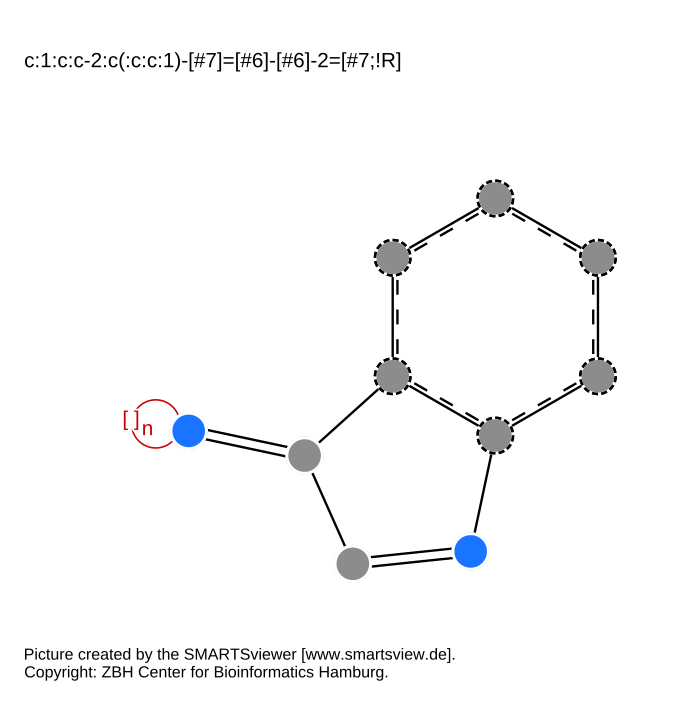 c:1:c:c-2:c(:c:c:1)-[#7]=[#6]-[#6]-2=[#7;!R]
[ ]n
Picture created by the SMARTSviewer [www.smartsview.de].
Copyright: ZBH Center for Bioinformatics Hamburg.